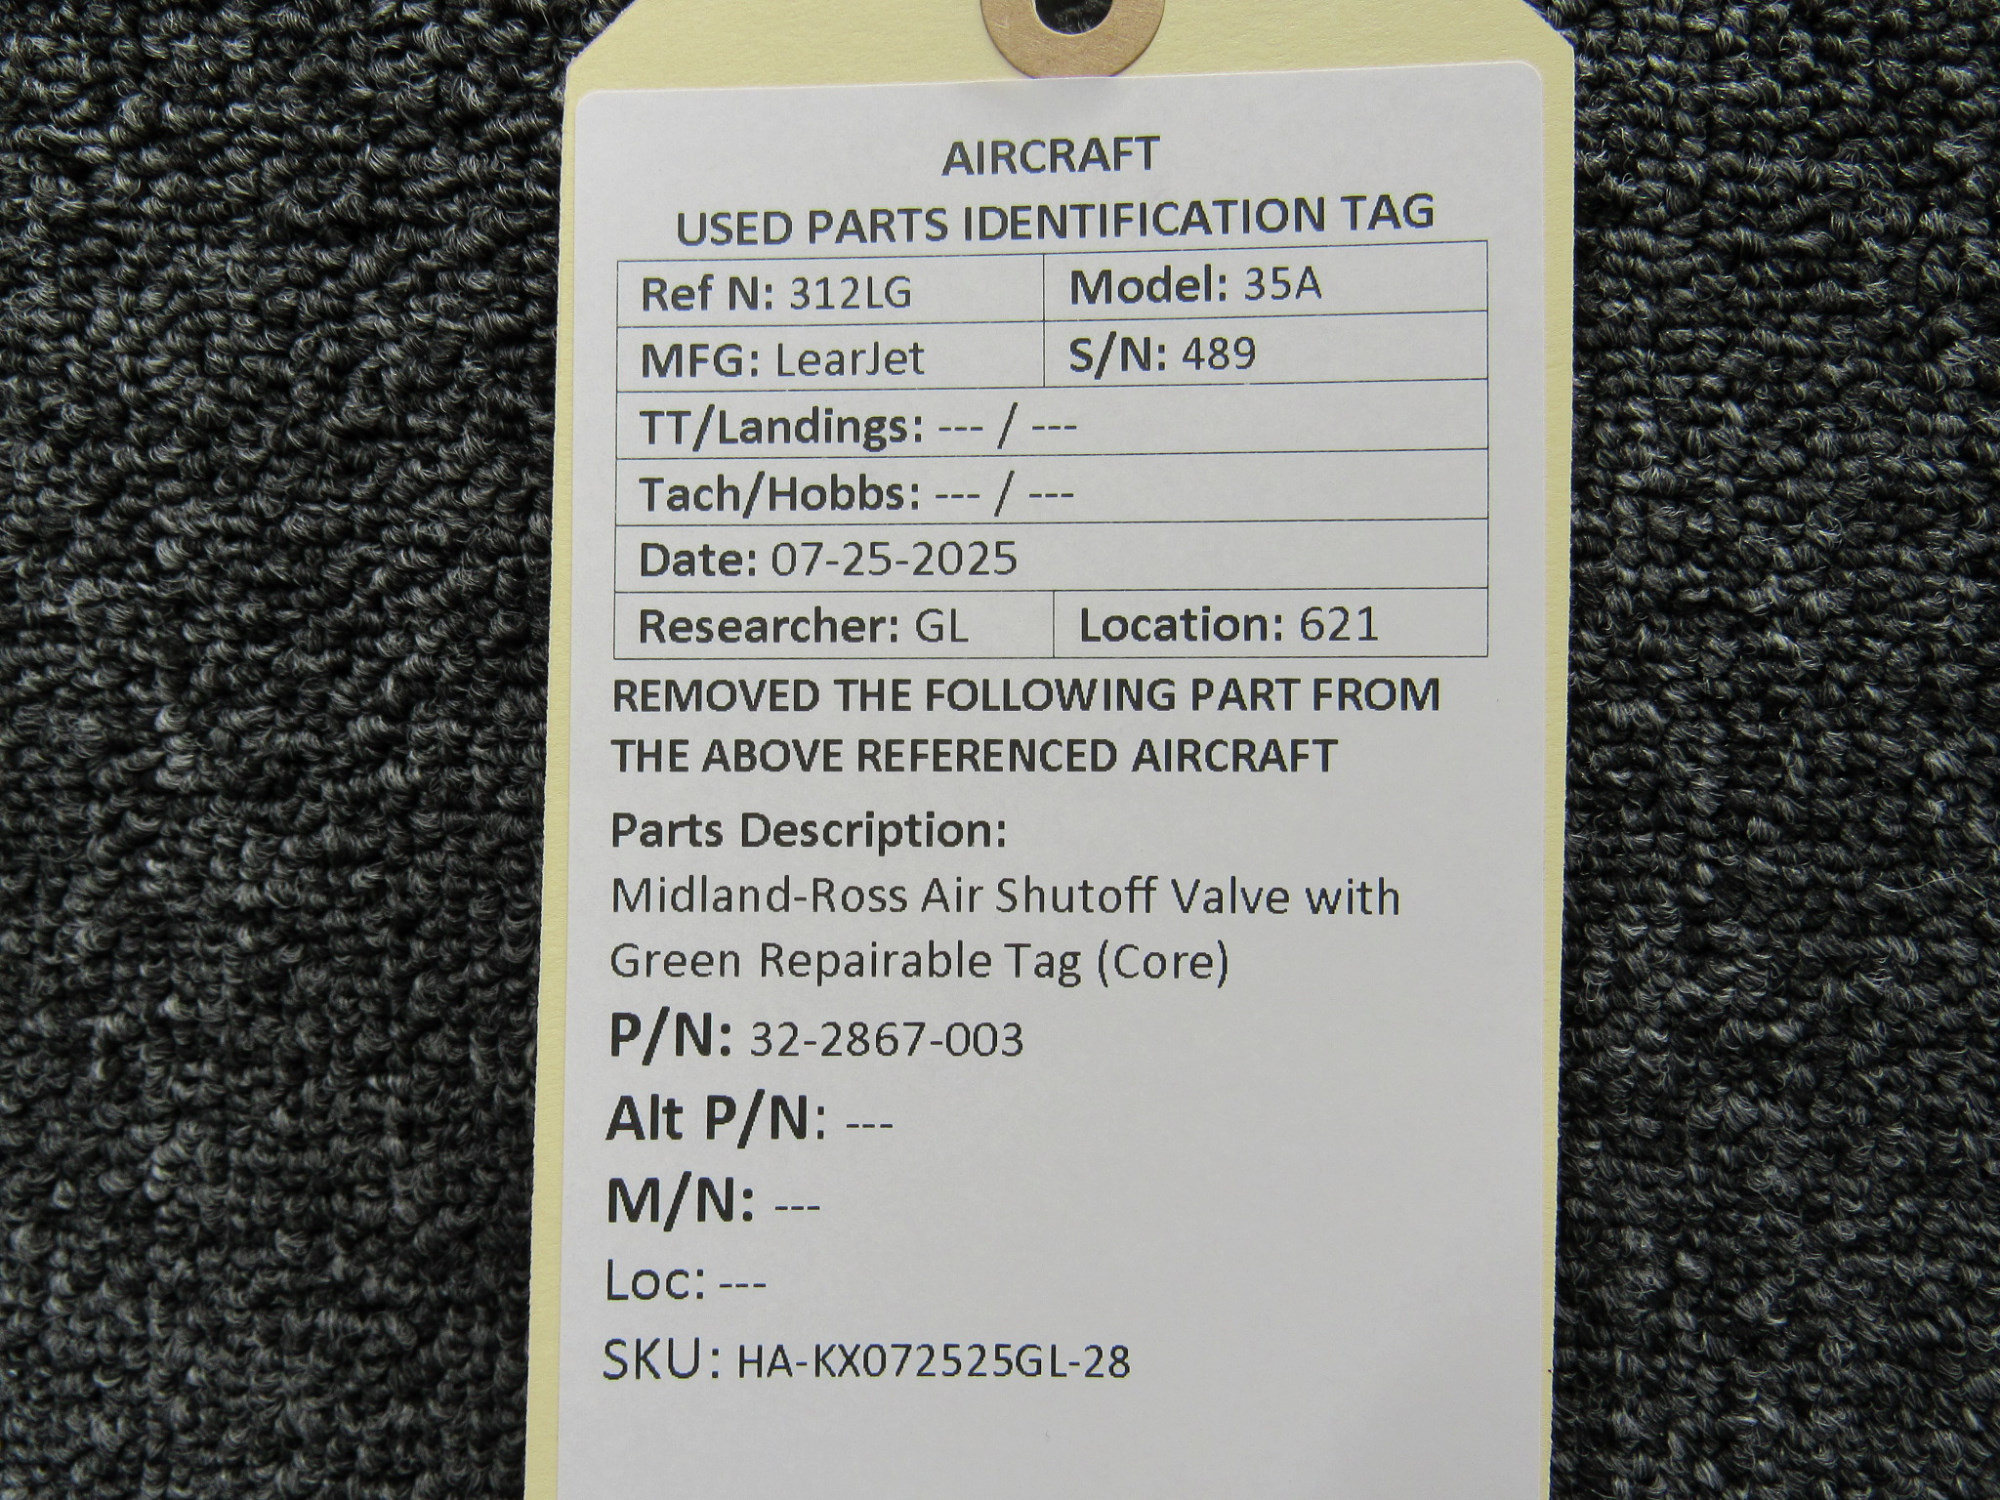 AIRCRAFT
USED PARTS IDENTIFICATION TAG
Ref N: 312LG Model: 35A
MFG: LearJet S/N: 489
TT/Landings: --- / ---
Tach/Hobbs: --- / ---
Date: 07-25-2025
Researcher: GL Location: 621
REMOVED THE FOLLOWING PART FROM
THE ABOVE REFERENCED AIRCRAFT
Parts Description:
Midland-Ross Air Shutoff Valve with
Green Repairable Tag (Core)
P/N: 32-2867-003
Alt P/N: ---
M/N: ---
Loc: ---
SKU: HA-KX072525GL-28